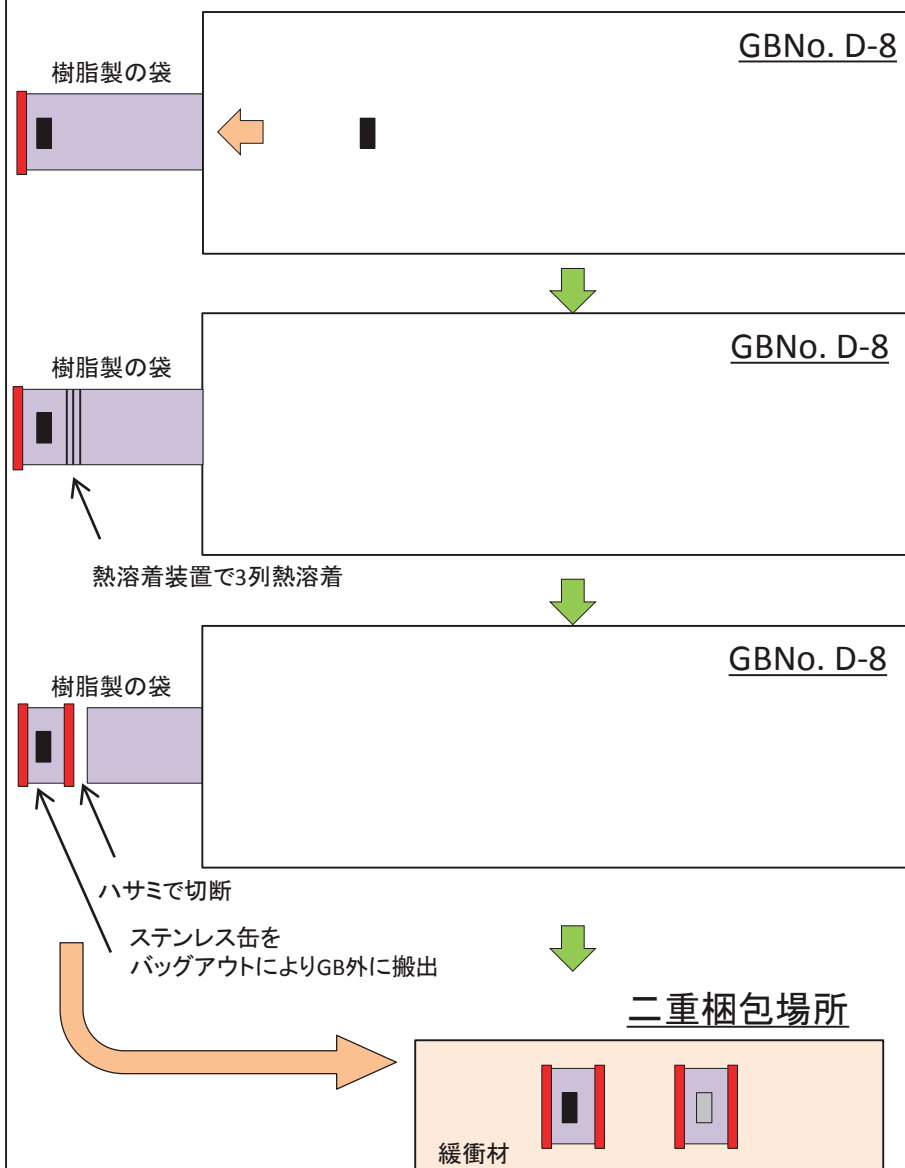 GBNo. D-8
樹脂製の袋
GBNo. D-8
樹脂製の袋
熱溶着装置で3列熱溶着
GBNo. D-8
樹脂製の袋
ハサミで切断
ステンレス缶を
バッグアウトによりGB外に搬出
二重梱包場所
緩衝材